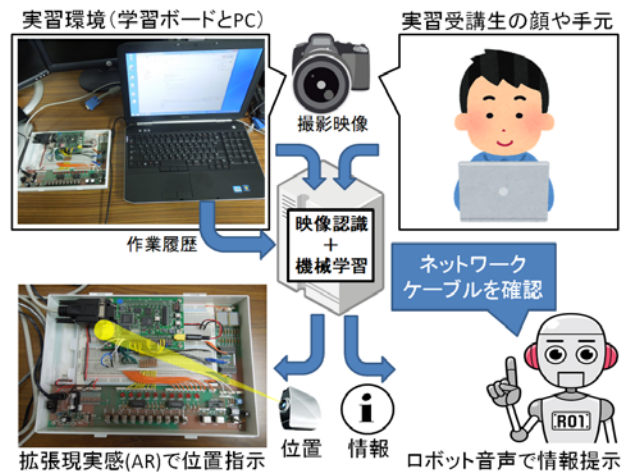 実習環境(学習ボードとPC)
実習受講生の顔や手元
撮影映像
作業履歴
映像認識
+
機械学習
ネットワーク
ケーブルを確認
R01
位置
i
情報
拡張現実感(AR)で位置指示
ロボット音声で情報提示